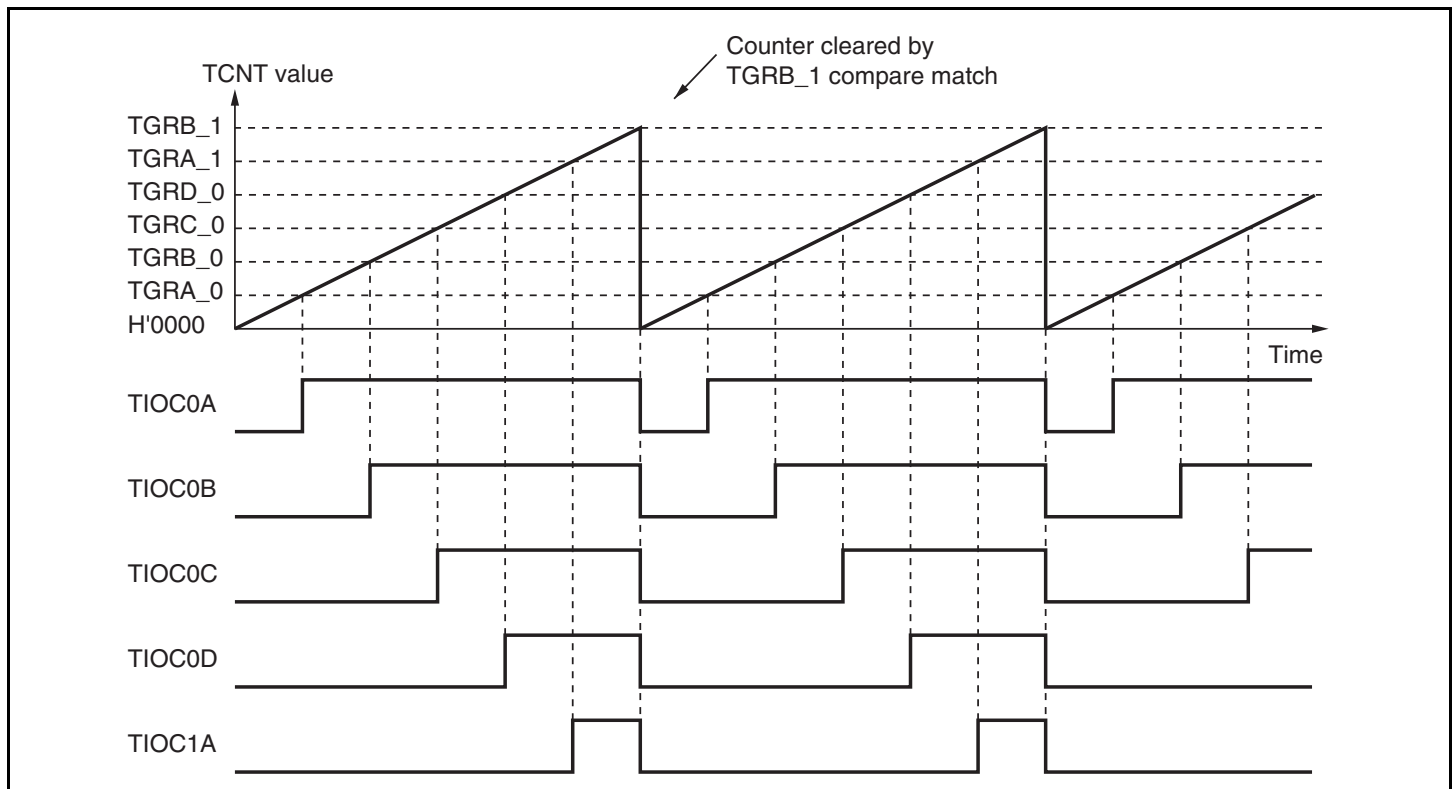 Counter cleared by
TGRB_1 compare match
TCNT value
TGRB_1
TGRA_1
TGRD_0
TGRC_0
TGRB_0
TGRA_0
H'0000
Time
TIOC0A
TIOC0B
TIOC0C
TIOC0D
TIOC1A